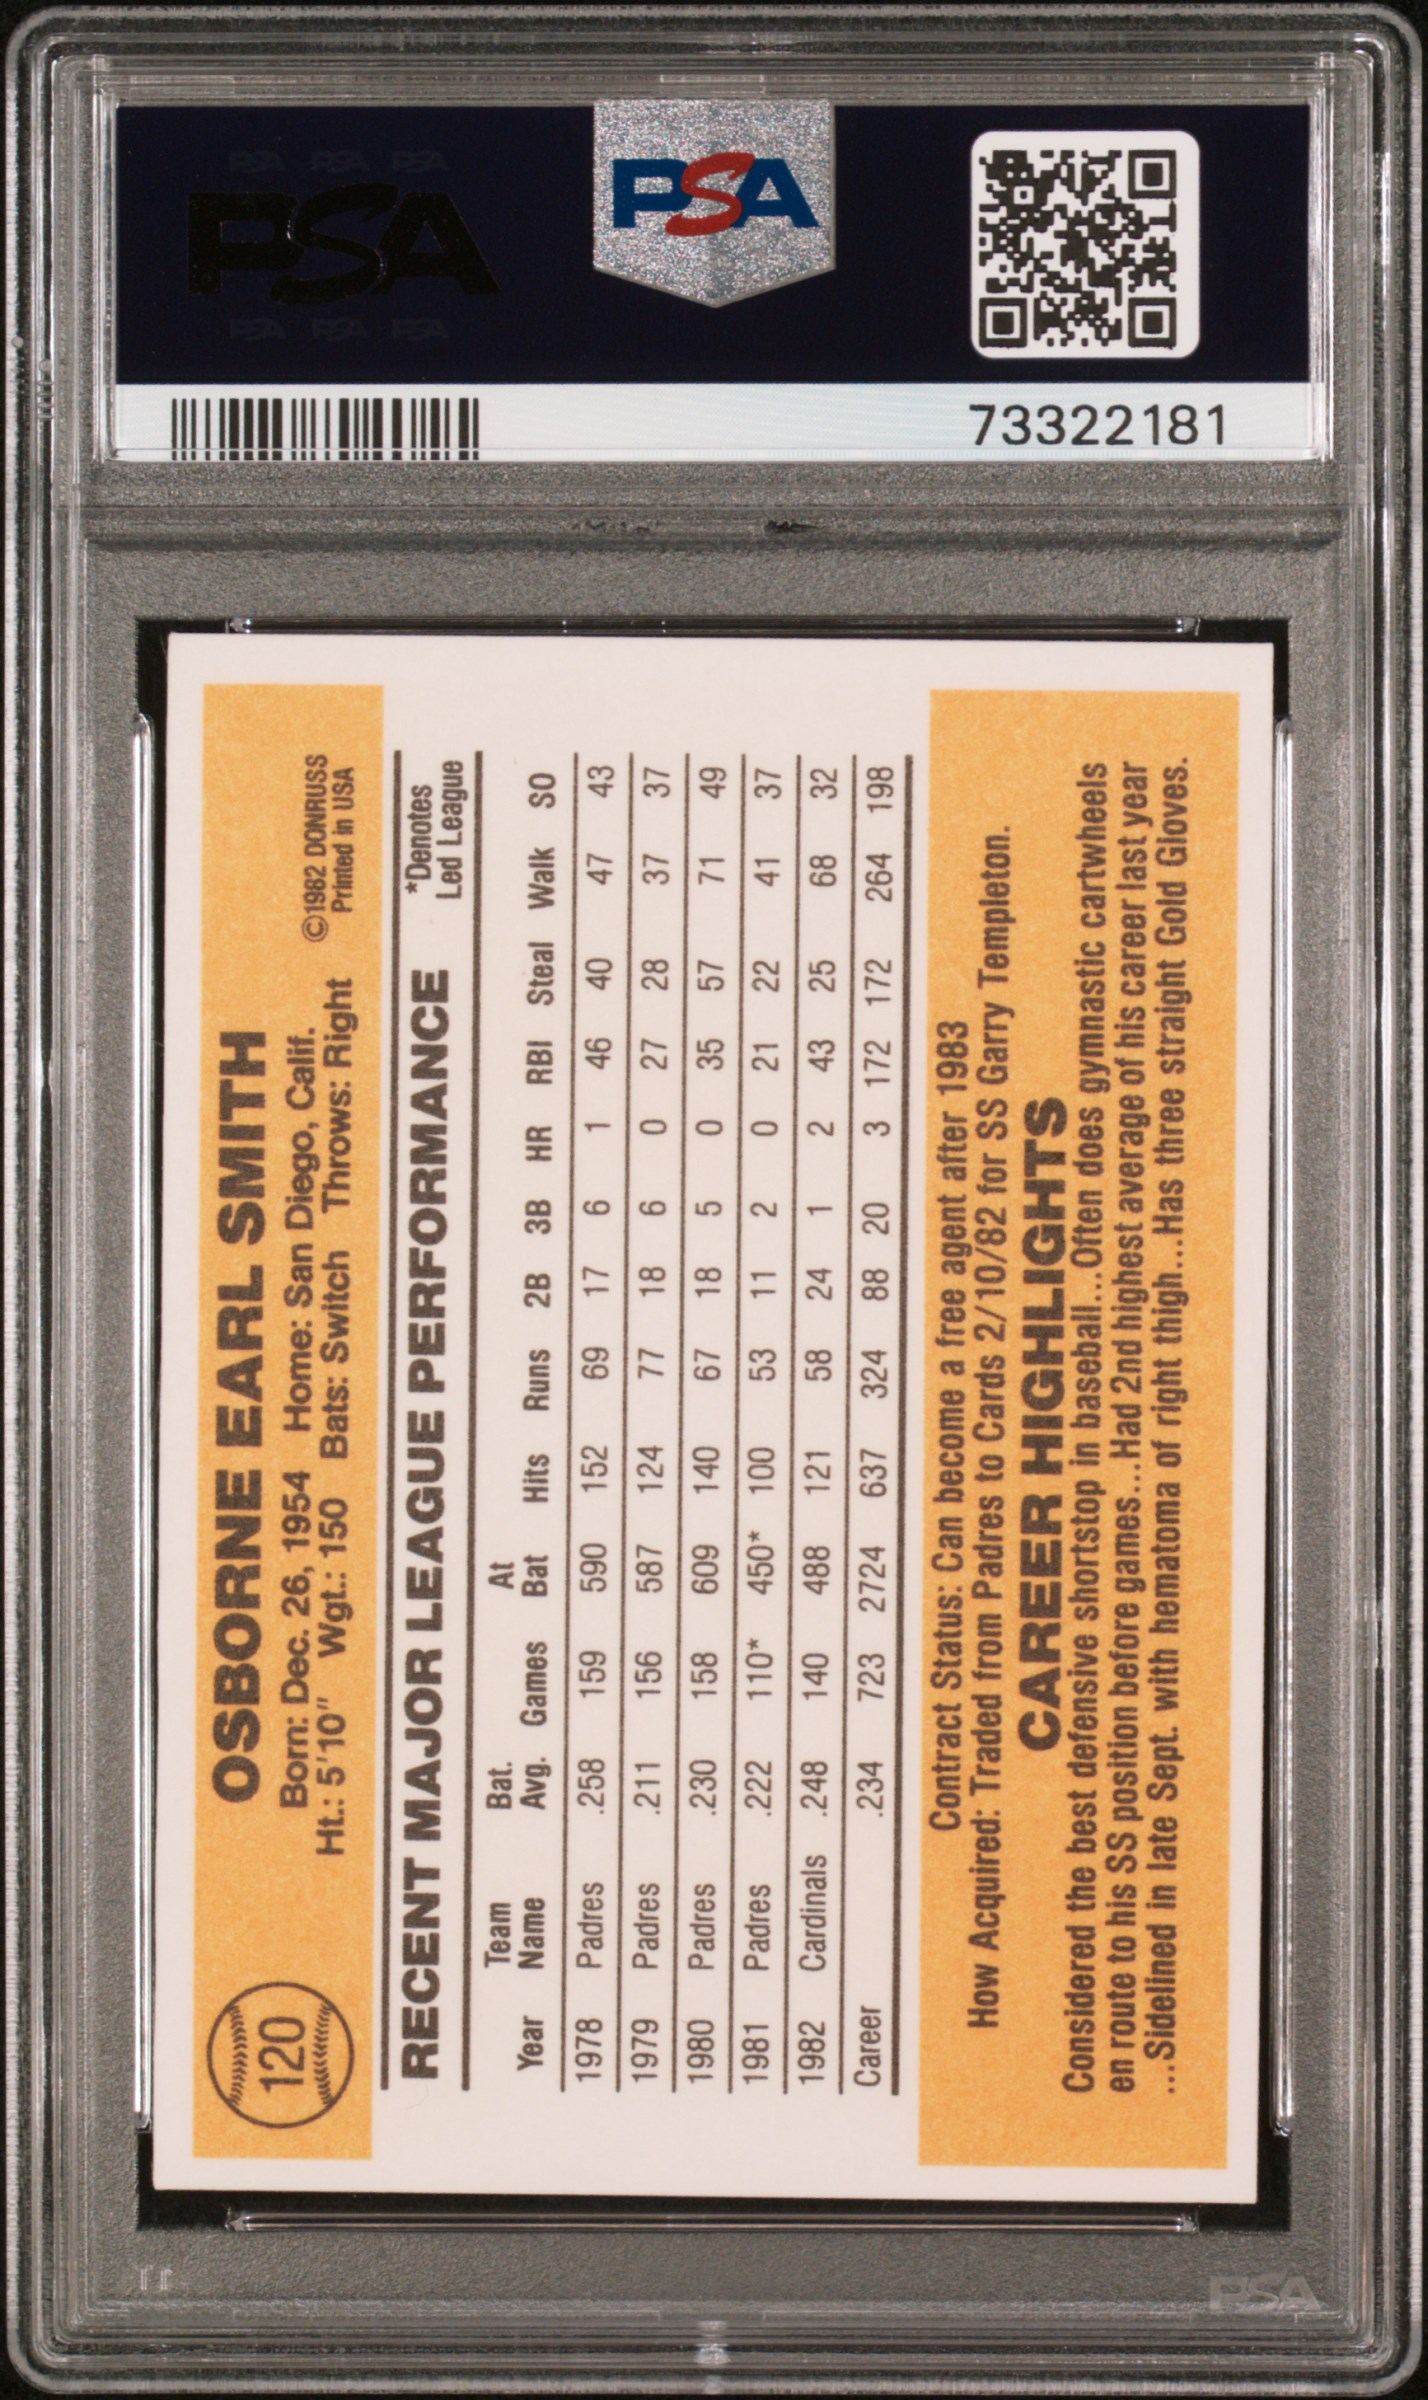 PSA PSA PSA
PSA
PSA PSA PSA
PSA
73322181
120
OSBORNE EARL SMITH
Born: Dec. 26, 1954 Home: San Diego, Calif. ©1982 DONRUSS
Ht.: 5'10" Wgt.: 150 Bats: Switch Throws: Right Printed in USA
RECENT MAJOR LEAGUE PERFORMANCE *Denotes
Led League
Team Bat. At
Year Name Avg. Games Bat Hits Runs 2B 3B HR RBI Steal Walk SO
1978 Padres .258 159 590 152 69 17 6 1 46 40 47 43
1979 Padres .211 156 587 124 77 18 6 0 27 28 37 37
1980 Padres .230 158 609 140 67 18 5 0 35 57 71 49
1981 Padres .222 110* 450* 100 53 11 2 0 21 22 41 37
1982 Cardinals .248 140 488 121 58 24 1 2 43 25 68 32
Career .234 723 2724 637 324 88 20 3 172 172 264 198
Contract Status: Can become a free agent after 1983
How Acquired: Traded from Padres to Cards 2/10/82 for SS Garry Templeton.
CAREER HIGHLIGHTS
Considered the best defensive shortstop in baseball...Often does gymnastic cartwheels
en route to his SS position before games...Had 2nd highest average of his career last year
...Sidelined in late Sept. with hematoma of right thigh...Has three straight Gold Gloves.
PSA